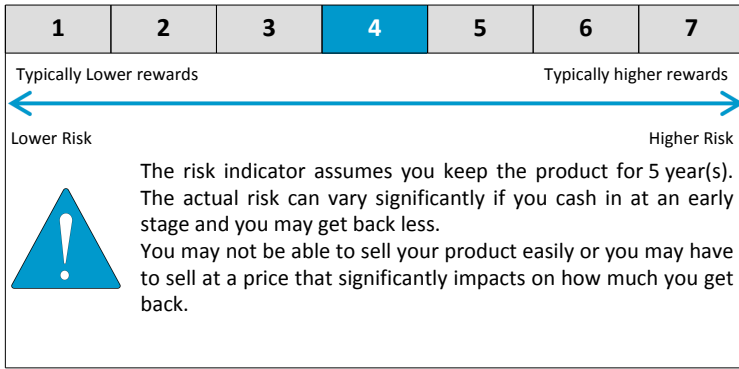 1 2 3 4 5 6 7
Typically Lower rewards Typically higher rewards
Lower Risk Higher Risk
The risk indicator assumes you keep the product for 5 year(s).
The actual risk can vary significantly if you cash in at an early
stage and you may get back less.
You may not be able to sell your product easily or you may have
to sell at a price that significantly impacts on how much you get
back.